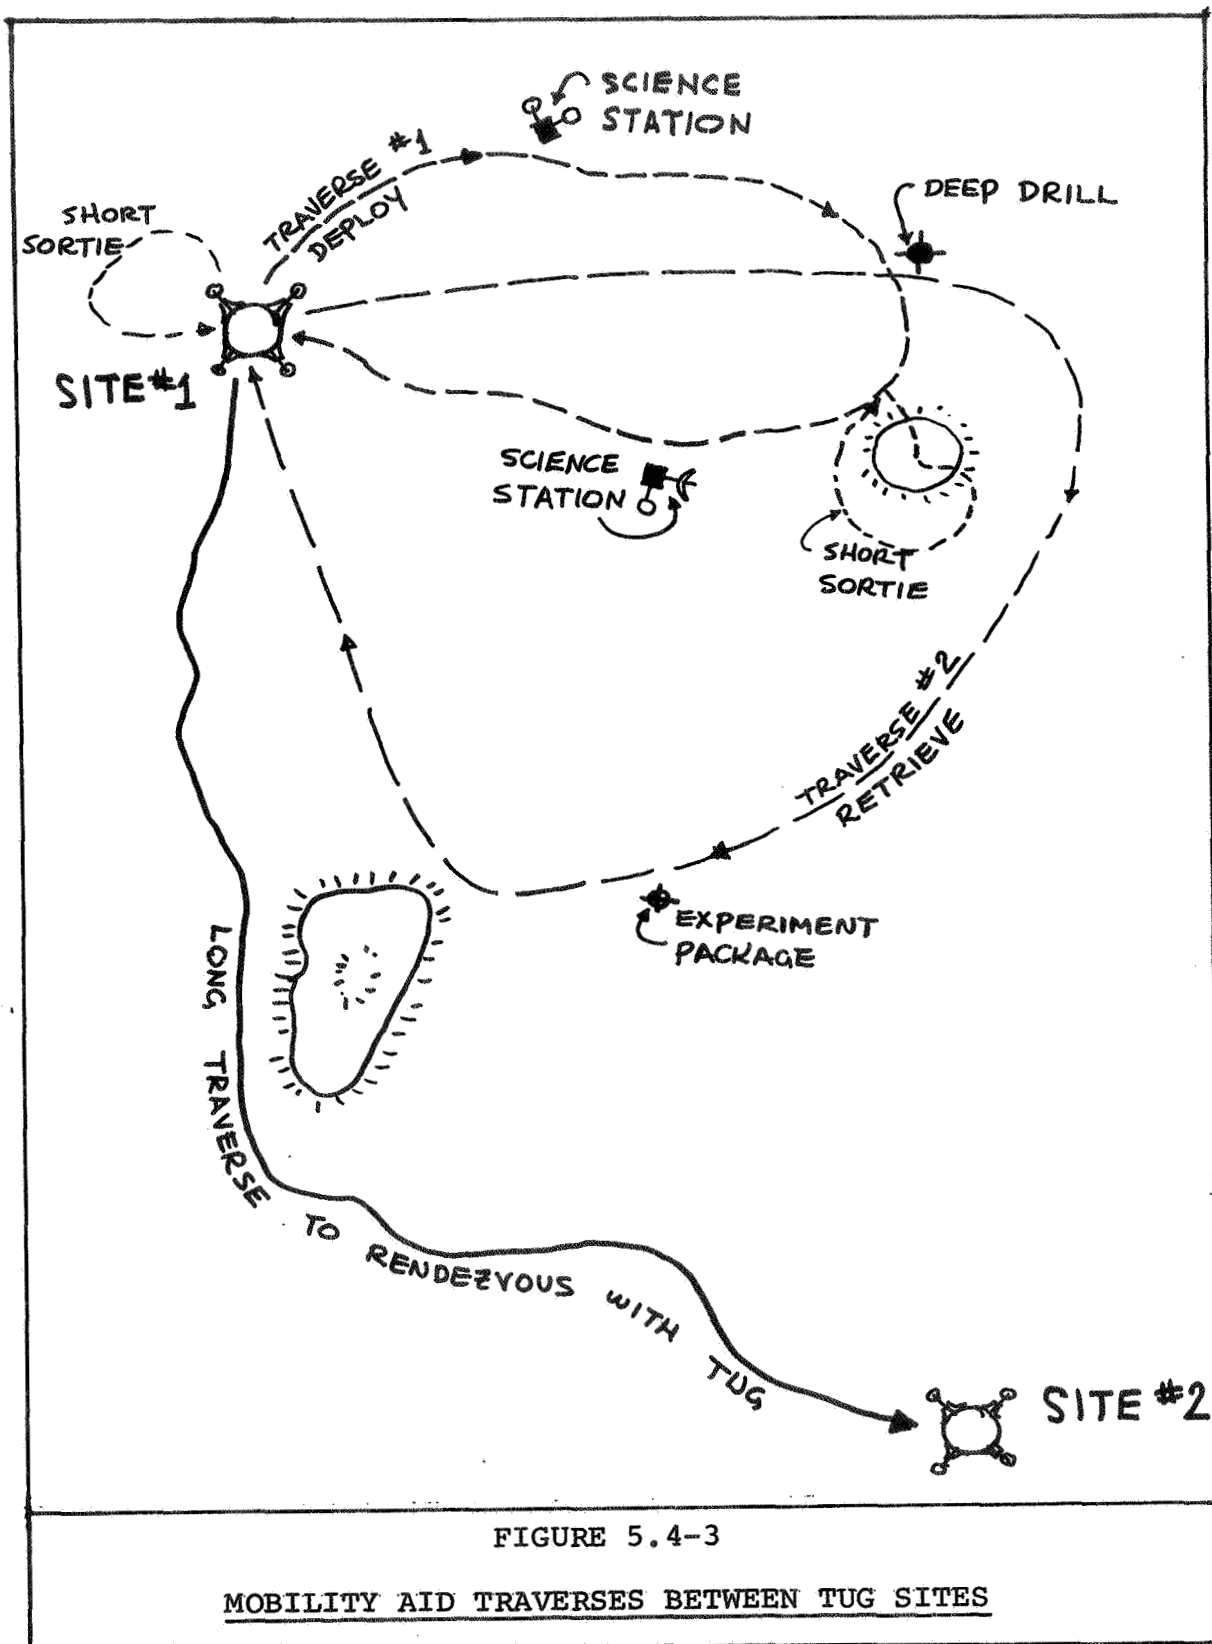 SCIENCE
STATION
TRAVERSE #1
DEPLOY
DEEP DRILL
SHORT
SORTIE
SITE #1
SCIENCE
STATION
SHORT
SORTIE
TRAVERSE #2
RETRIEVE
EXPERIMENT
PACKAGE
LONG TRAVERSE TO RENDEZVOUS WITH TUG
SITE #2
FIGURE 5.4-3
MOBILITY AID TRAVERSES BETWEEN TUG SITES